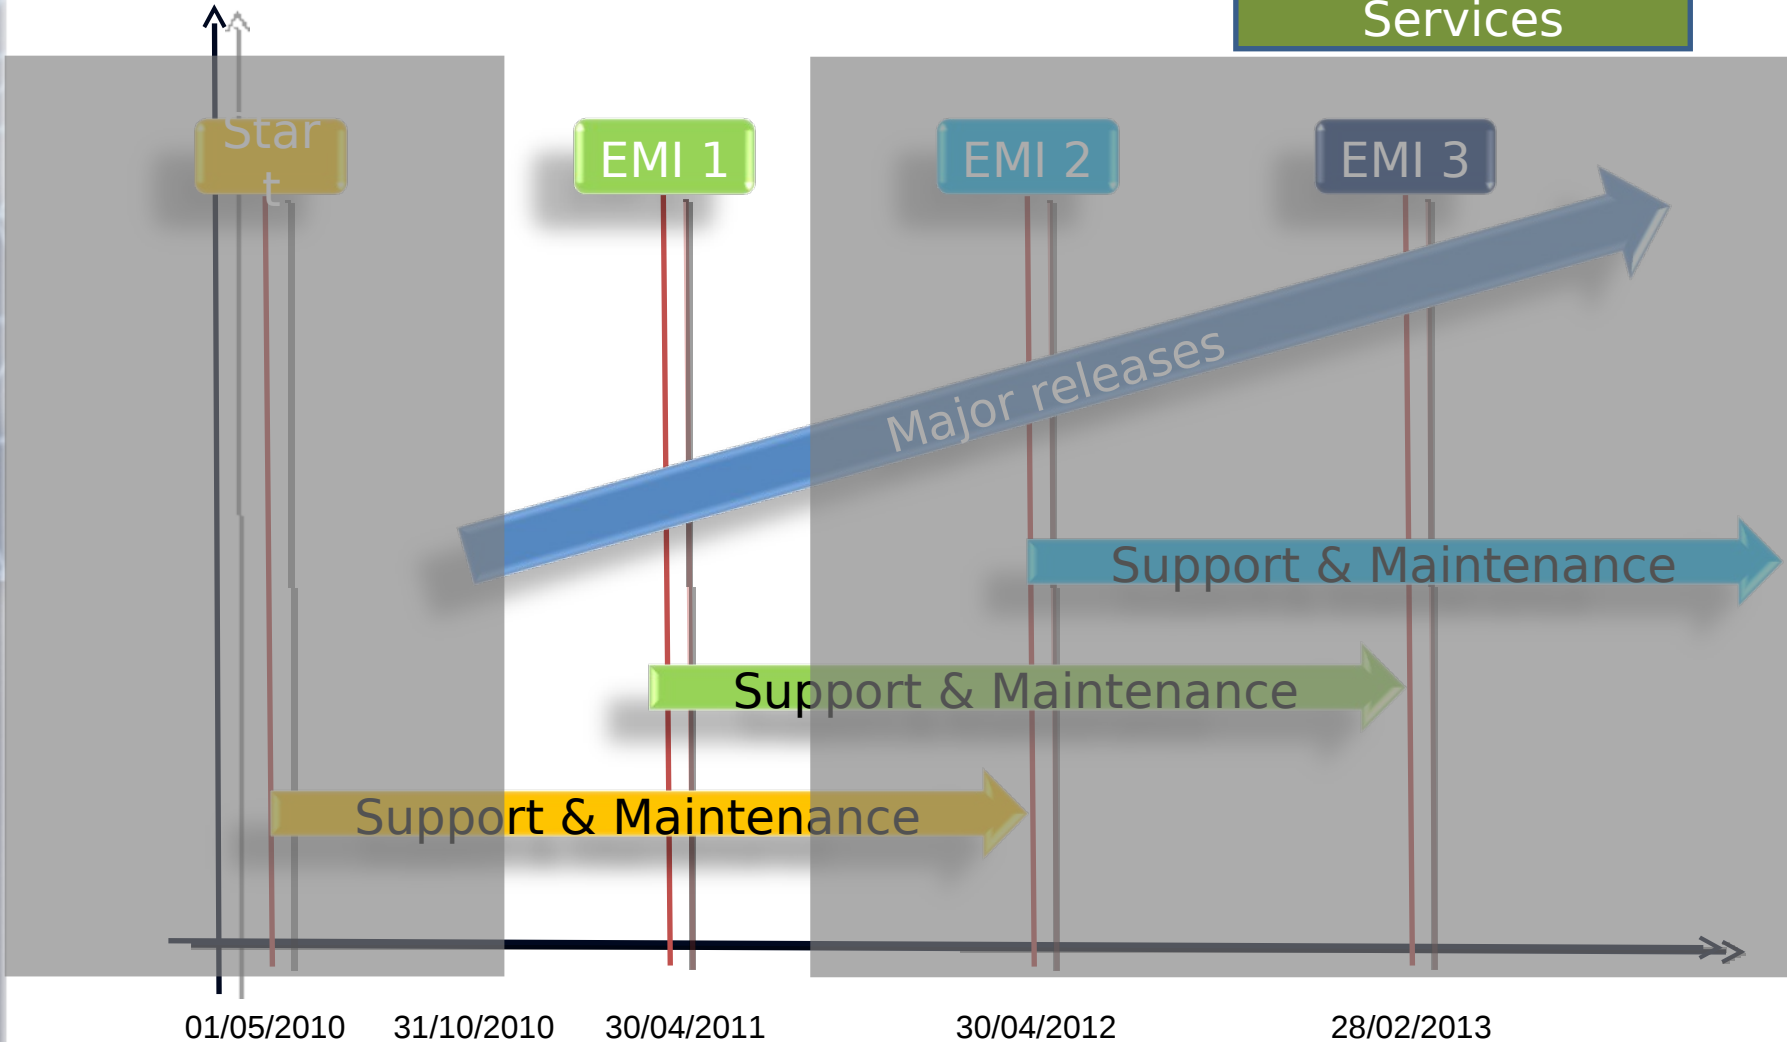 Services
Star
t
EMI 1
EMI 2
EMI 3
Major releases
Support & Maintenance
Support & Maintenance
Support & Maintenance
01/05/2010
31/10/2010
30/04/2011
30/04/2012
28/02/2013